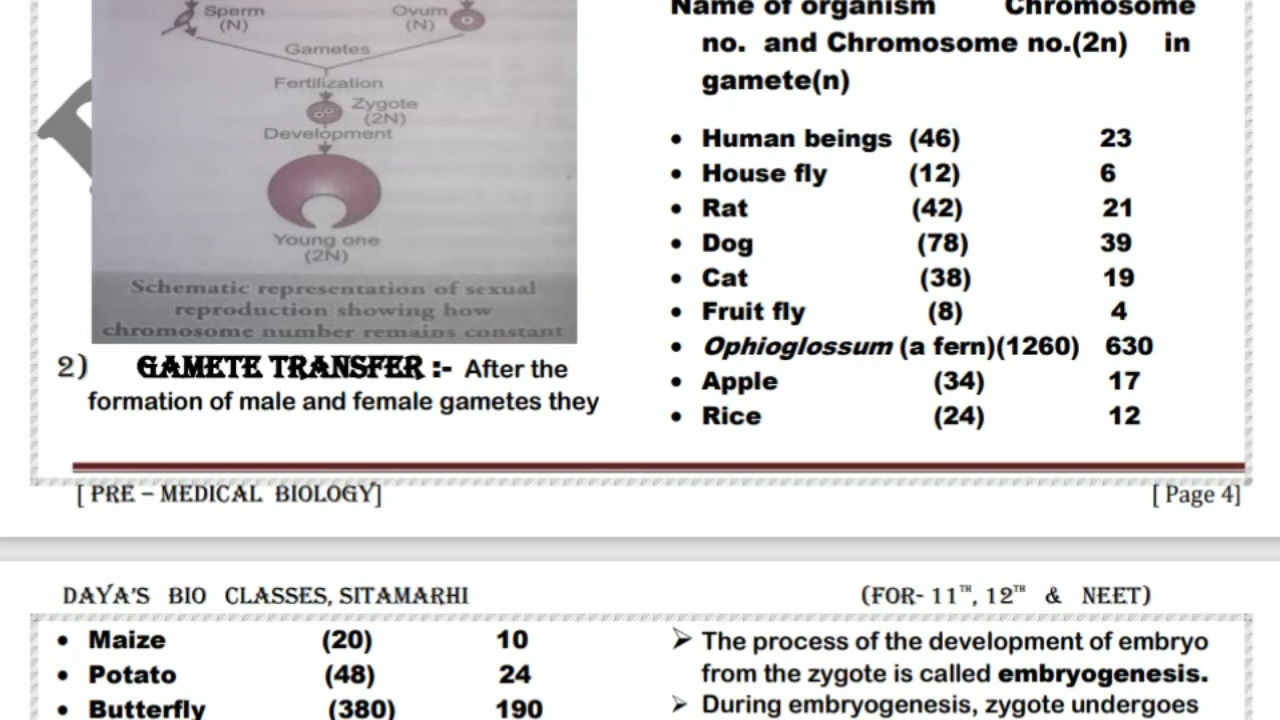 Sperm
(N)
Ovum
(N)
Gametes
Fertilization
Zygote
(2N)
Development
Young one
(2N)
Schematic representation of sexual
reproduction showing how
chromosome number remains constant
2) GAMETE TRANSFER :- After the
formation of male and female gametes they
Name of organism Chromosome
no. and Chromosome no.(2n) in
gamete(n)
• Human beings (46) 23
• House fly (12) 6
• Rat (42) 21
• Dog (78) 39
• Cat (38) 19
• Fruit fly (8) 4
• Ophioglossum (a fern)(1260) 630
• Apple (34) 17
• Rice (24) 12
[ PRE – MEDICAL BIOLOGY] [ Page 4]
DAYA'S BIO CLASSES, SITAMARHI (FOR- 11TH, 12TH & NEET)
• Maize (20) 10
• Potato (48) 24
• Butterfly (380) 190
➢ The process of the development of embryo
from the zygote is called embryogenesis.
➢ During embryogenesis, zygote undergoes